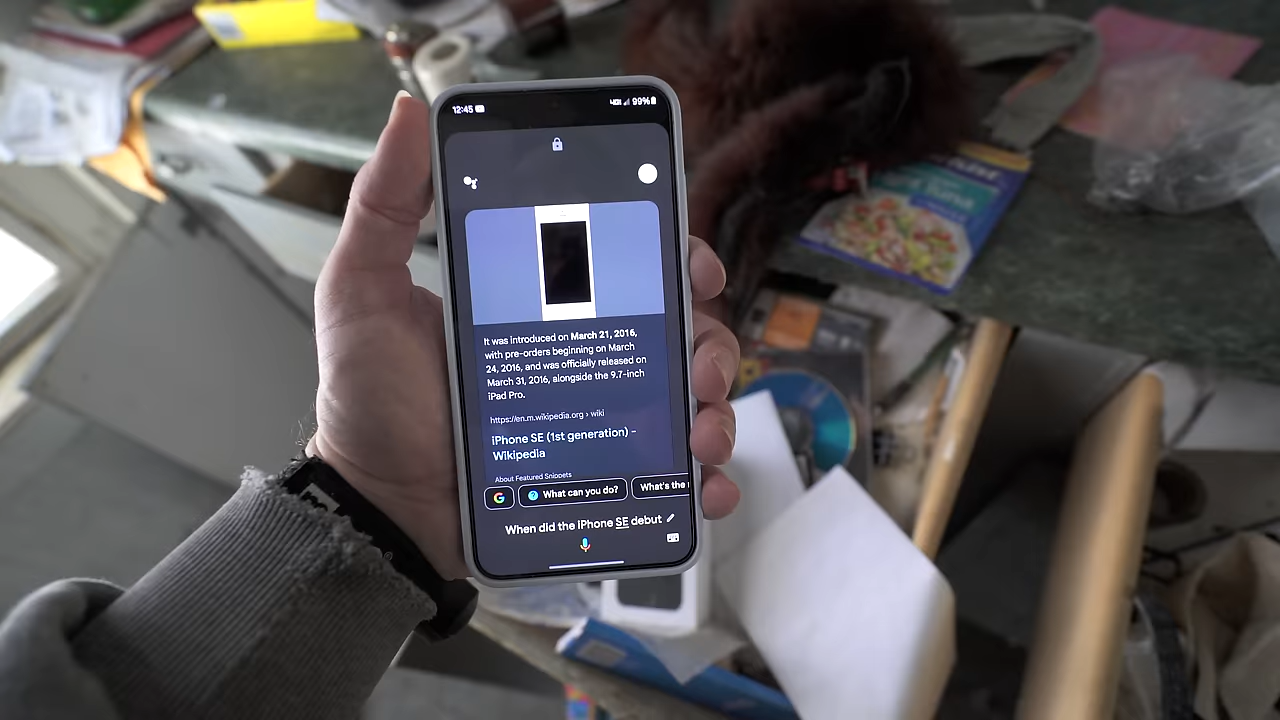 12:45
99%
It was introduced on March 21, 2016,
with pre-orders beginning on March
24, 2016, and was officially released on
March 31, 2016, alongside the 9.7-inch
iPad Pro.
https://en.m.wikipedia.org › wiki
iPhone SE (1st generation) -
Wikipedia
About Featured Snippets
G
What can you do?
What's the
When did the iPhone SE debut